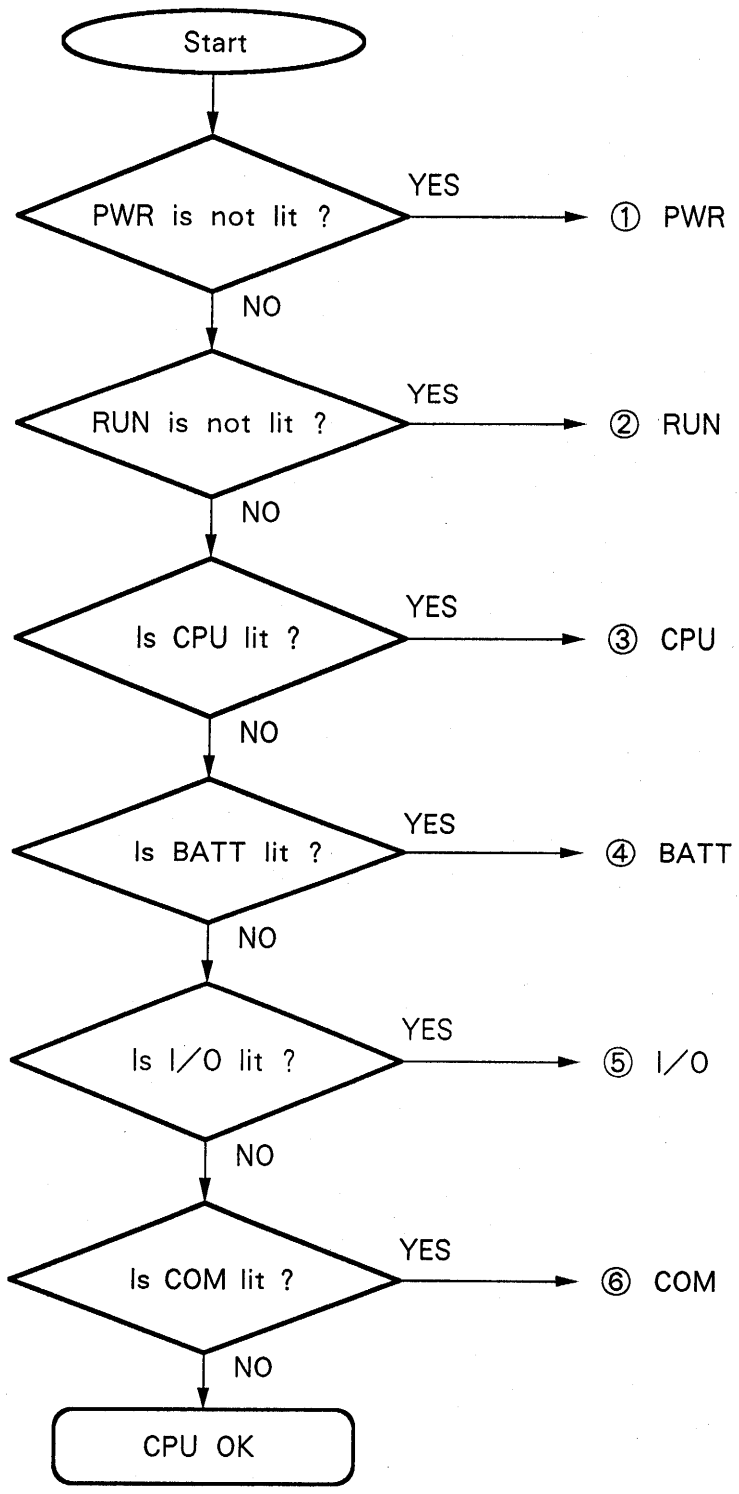 Start
PWR is not lit ?
YES
① PWR
NO
RUN is not lit ?
YES
② RUN
NO
Is CPU lit ?
YES
③ CPU
NO
Is BATT lit ?
YES
④ BATT
NO
Is I/O lit ?
YES
⑤ I/O
NO
Is COM lit ?
YES
⑥ COM
NO
CPU OK